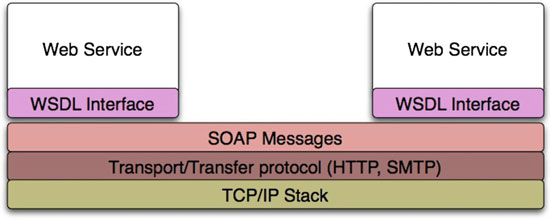 Web Service
Web Service
WSDL Interface
WSDL Interface
SOAP Messages
Transport/Transfer protocol (HTTP, SMTP)
TCP/IP Stack